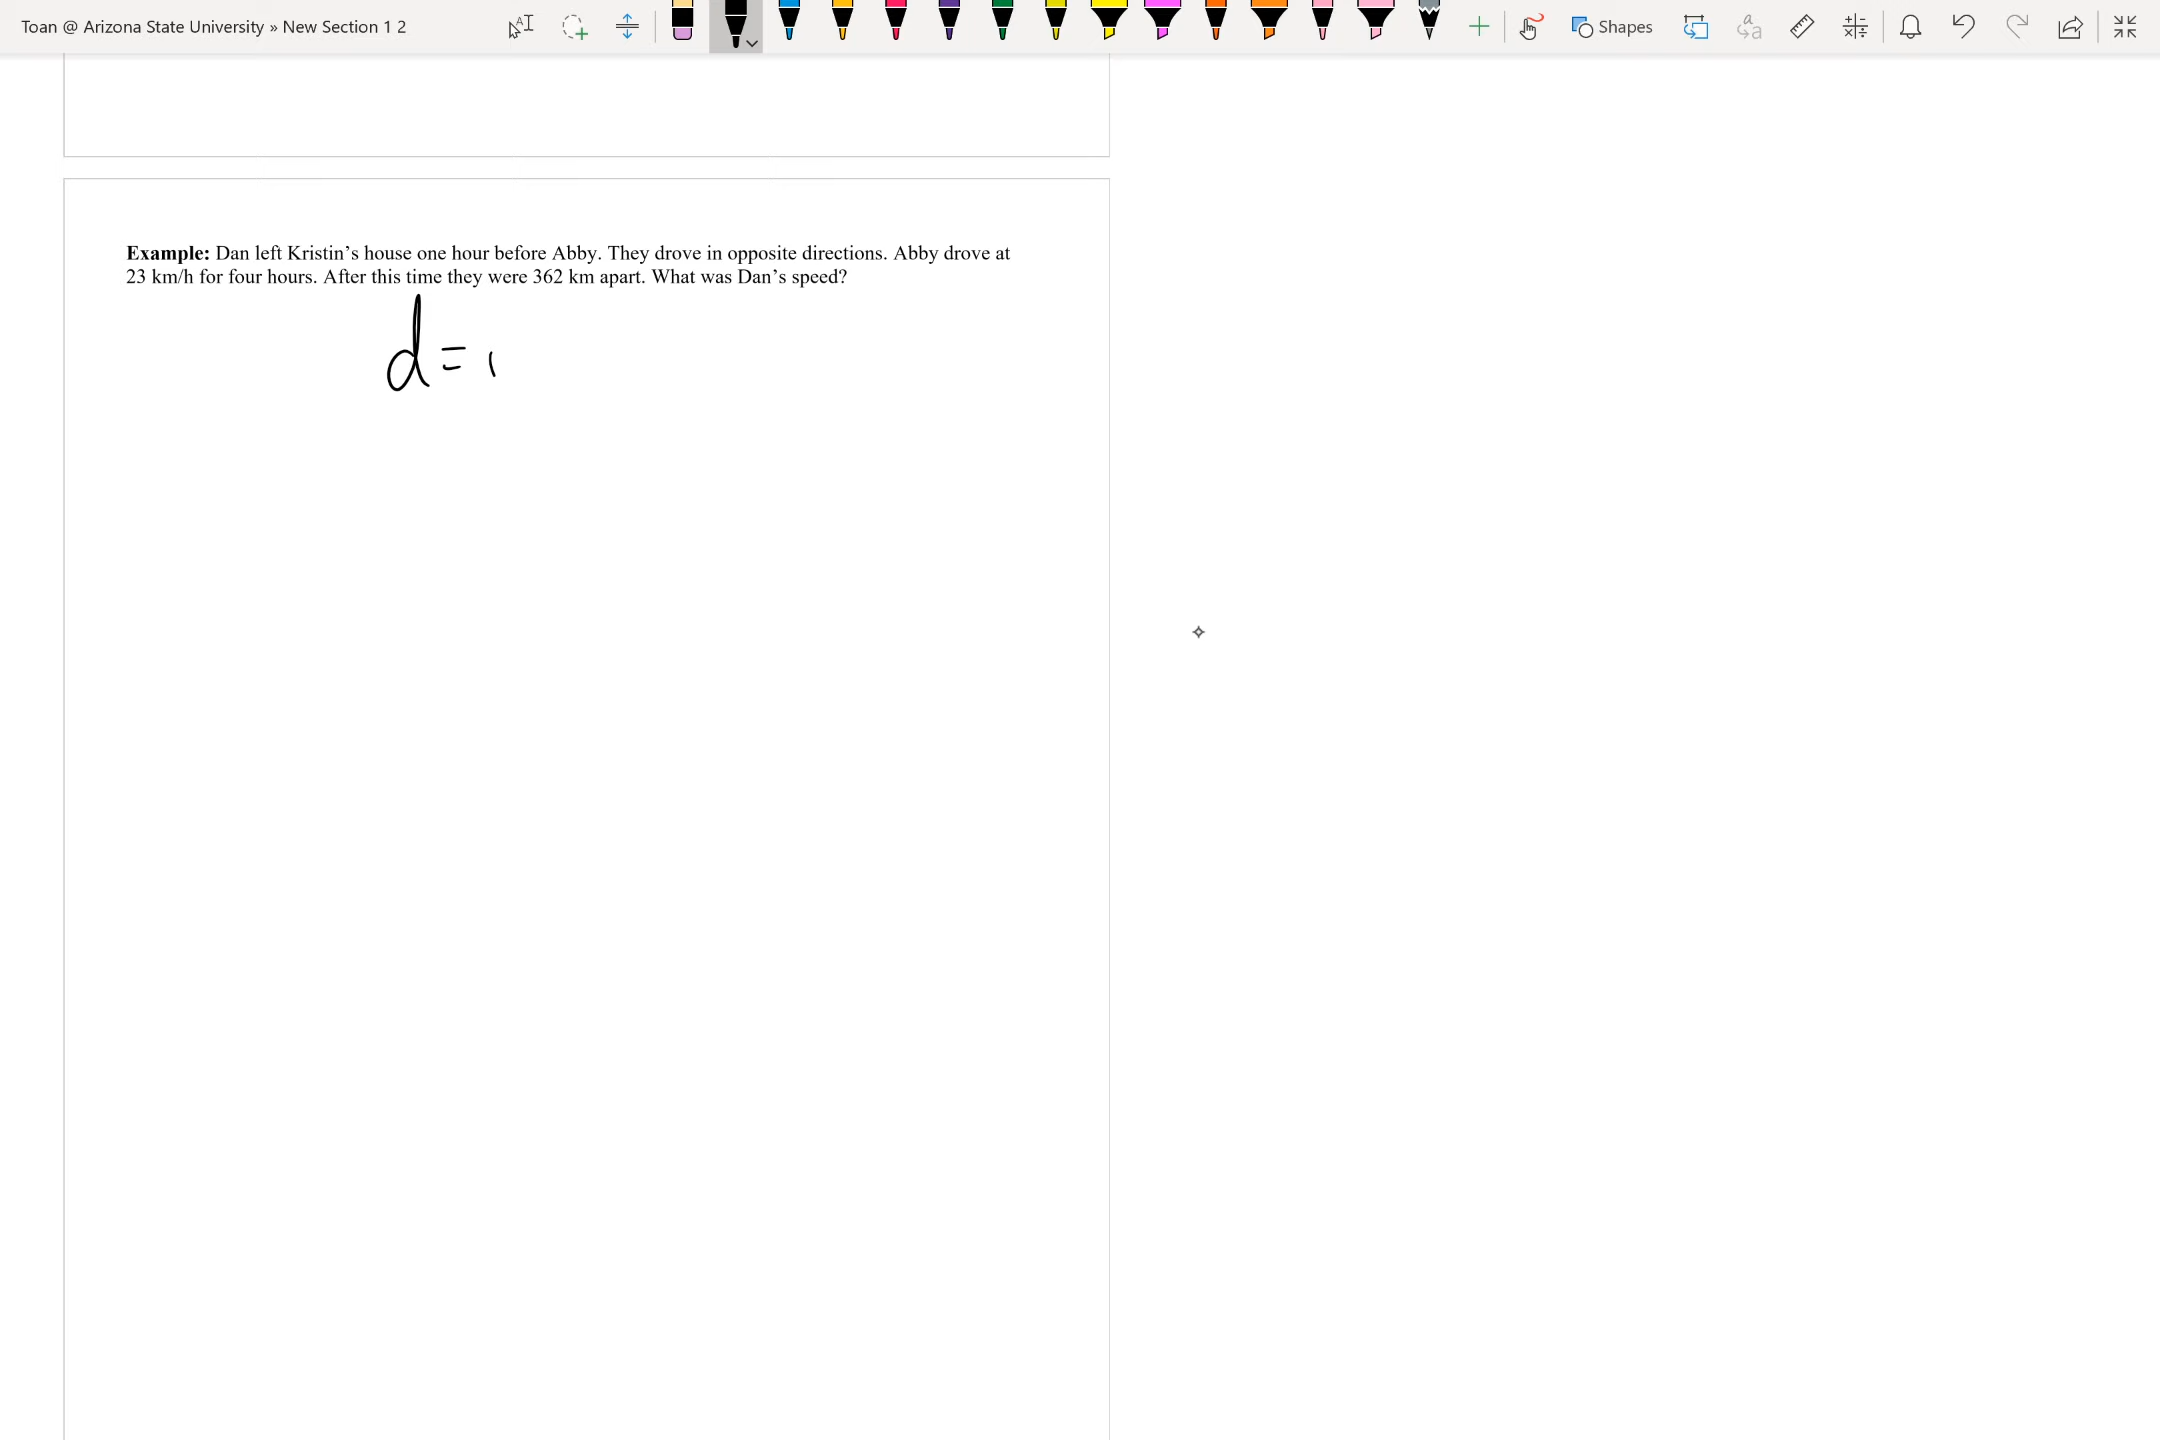 Toan @ Arizona State University » New Section 1 2
Shapes
Example: Dan left Kristin’s house one hour before Abby. They drove in opposite directions. Abby drove at
23 km/h for four hours. After this time they were 362 km apart. What was Dan’s speed?
d =